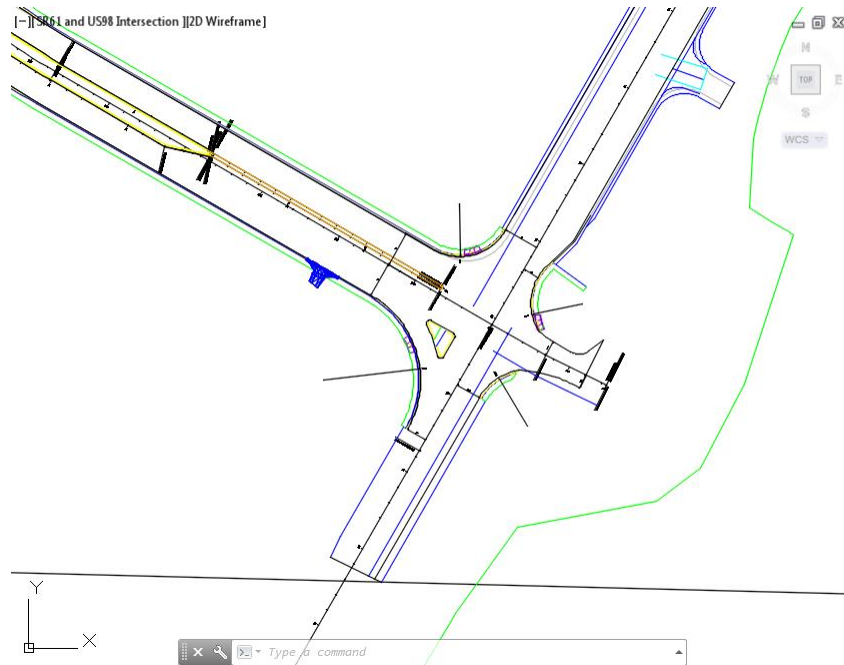 [−][SR61 and US98 Intersection ][2D Wireframe]
N
W
TOP
E
S
WCS
Y
X
Type a command